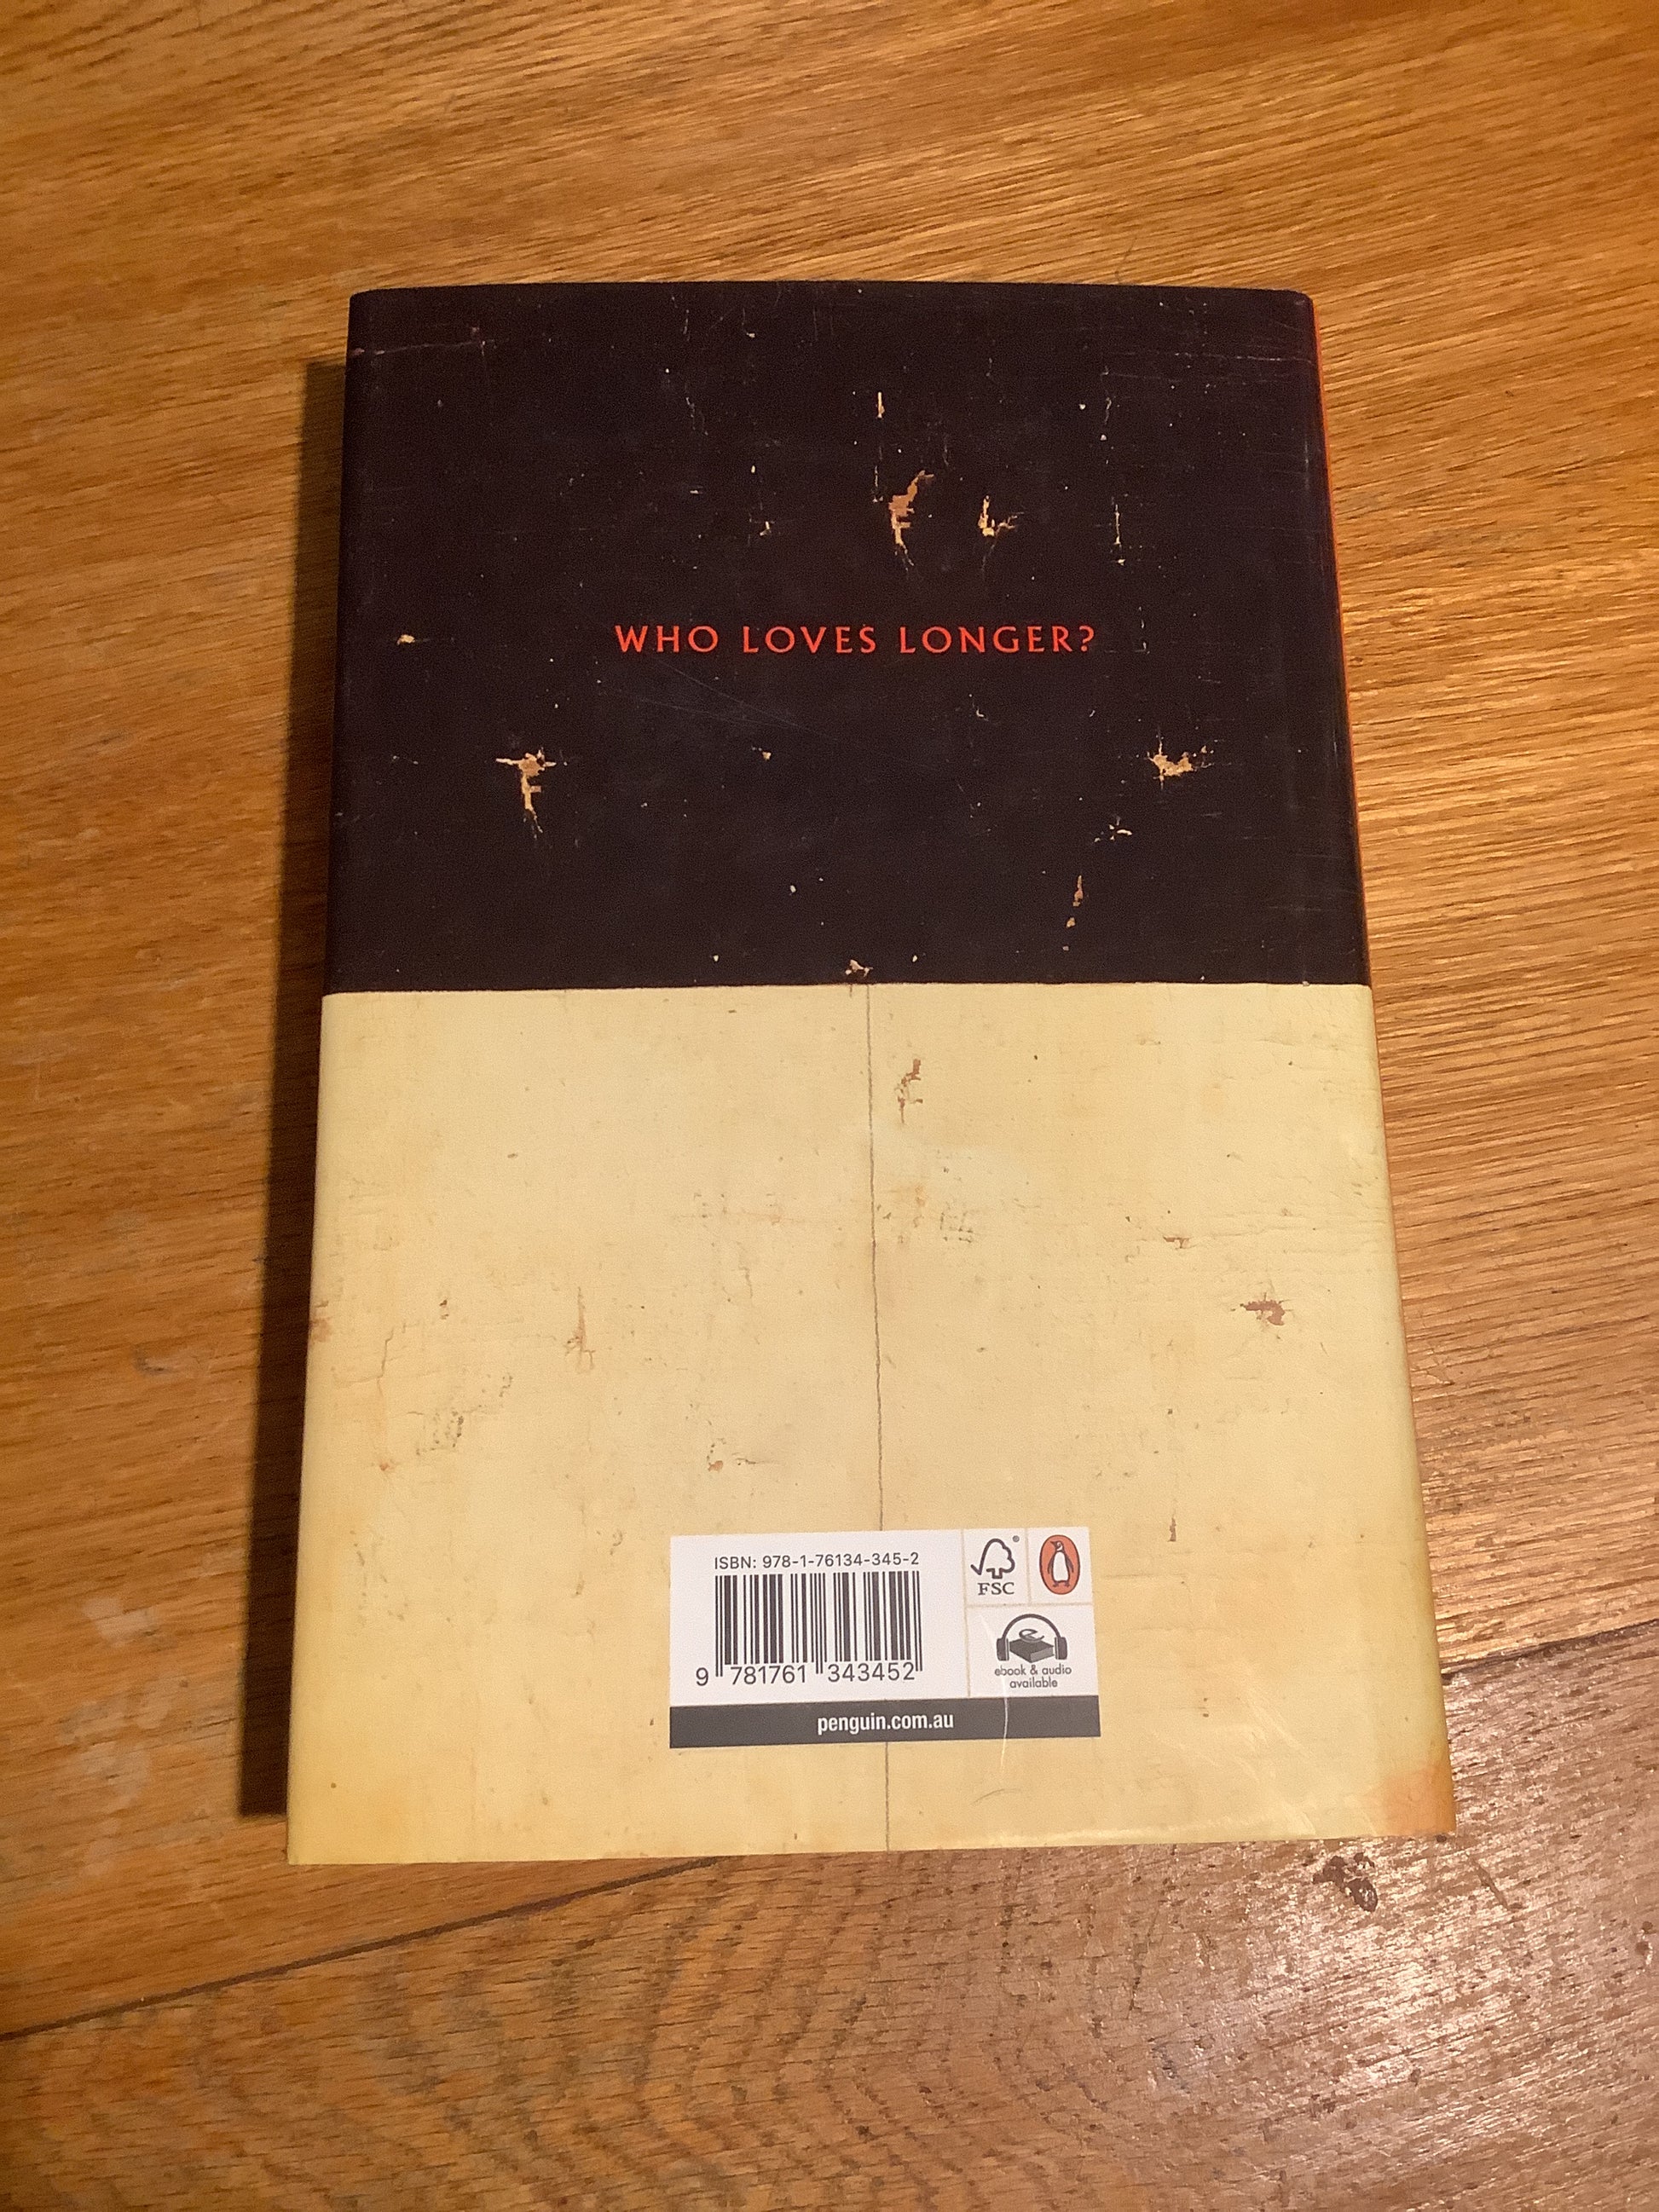 WHO LOVES LONGER?
ISBN: 978-1-76134-345-2
9 781761 343452
FSC
®
ebook & audio
available
penguin.com.au